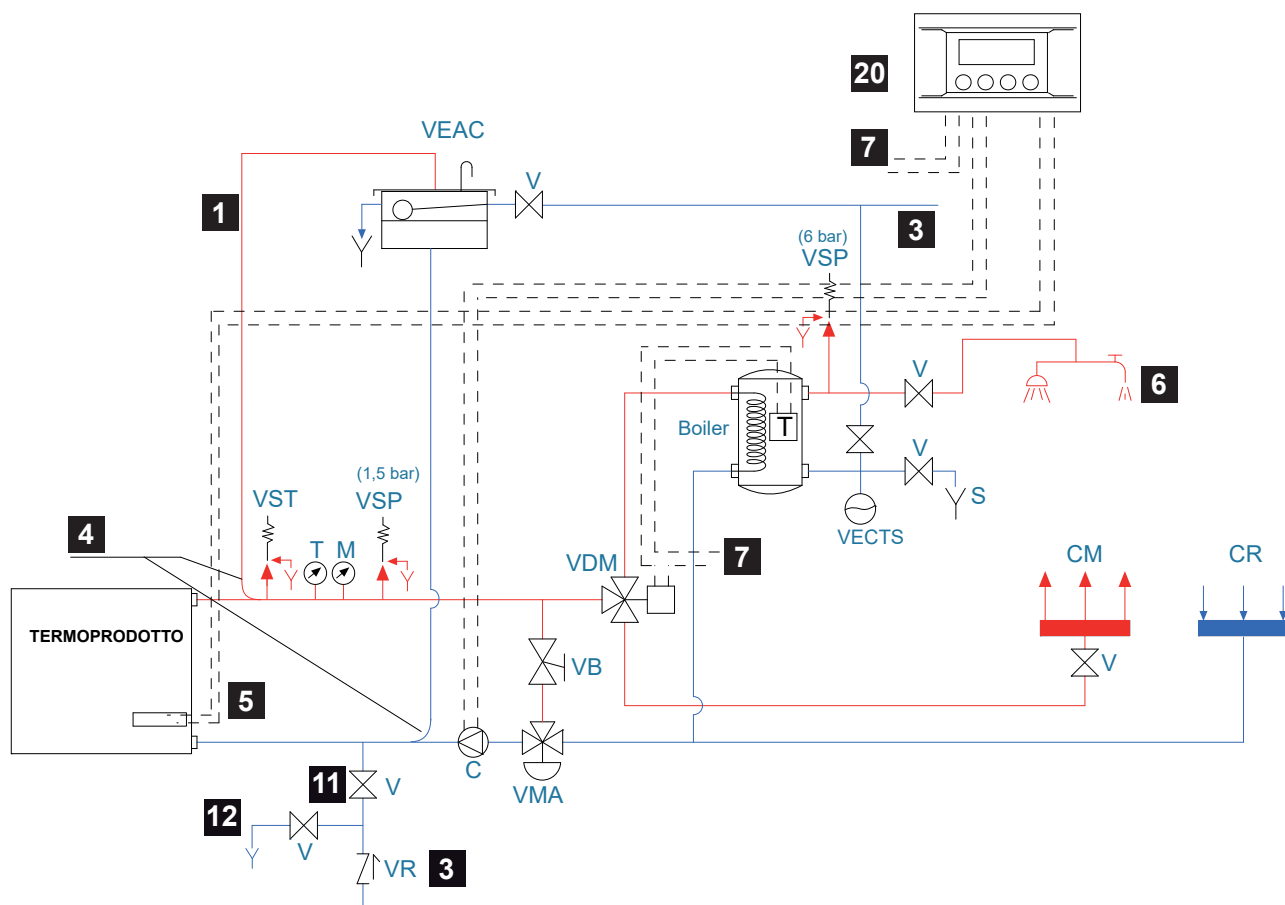 20
VEAC
7
V
1
3
(6 bar)
VSP
V
6
T
Boiler
(1,5 bar)
VSP
VST
V
S
VECTS
4
T
M
VDM
7
CM
CR
TERMOPRODOTTO
V
VB
5
C
VMA
11
V
12
V
VR
3